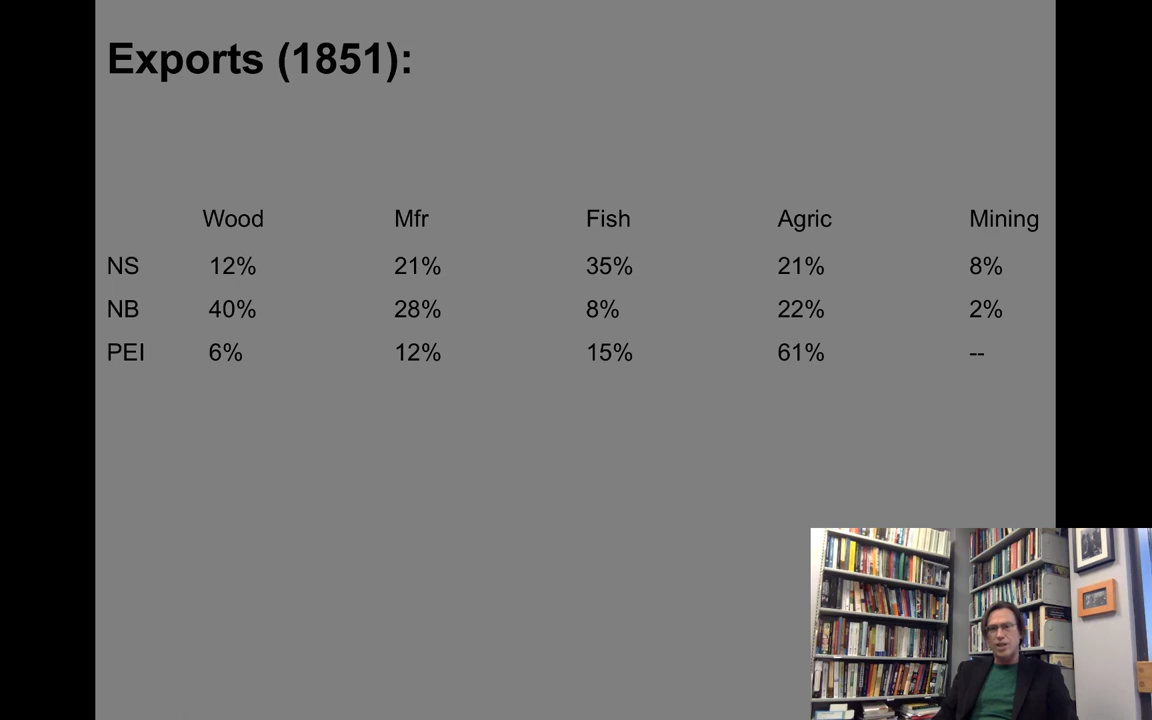 Exports (1851):
Wood Mfr Fish Agric Mining
NS 12% 21% 35% 21% 8%
NB 40% 28% 8% 22% 2%
PEI 6% 12% 15% 61% --